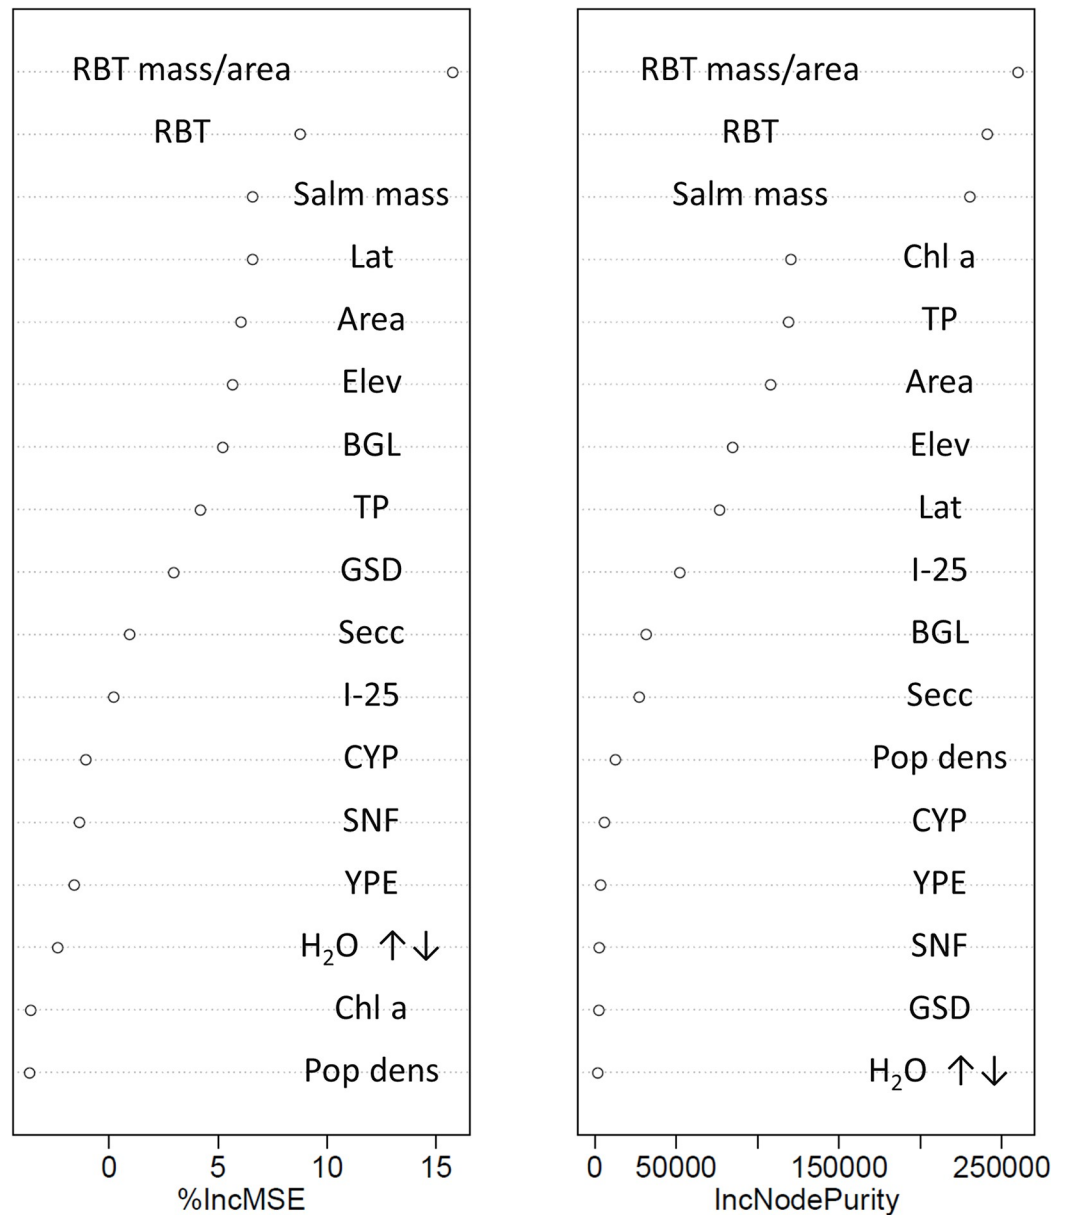 RBT mass/area
RBT
Salm mass
Lat
Area
Elev
BGL
TP
GSD
Secc
I-25
CYP
SNF
YPE
H₂O ↑↓
Chl a
Pop dens
0 5 10 15
%IncMSE
RBT mass/area
RBT
Salm mass
Chl a
TP
Area
Elev
Lat
I-25
BGL
Secc
Pop dens
CYP
YPE
SNF
GSD
H₂O ↑↓
0 50000 150000 250000
IncNodePurity